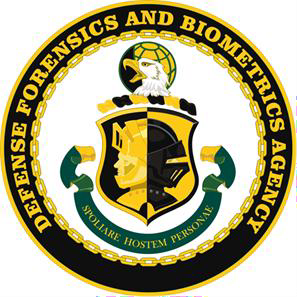 DEFENSE FORENSICS AND BIOMETRICS AGENCY
SPOLIARE HOSTEM PERSONAE